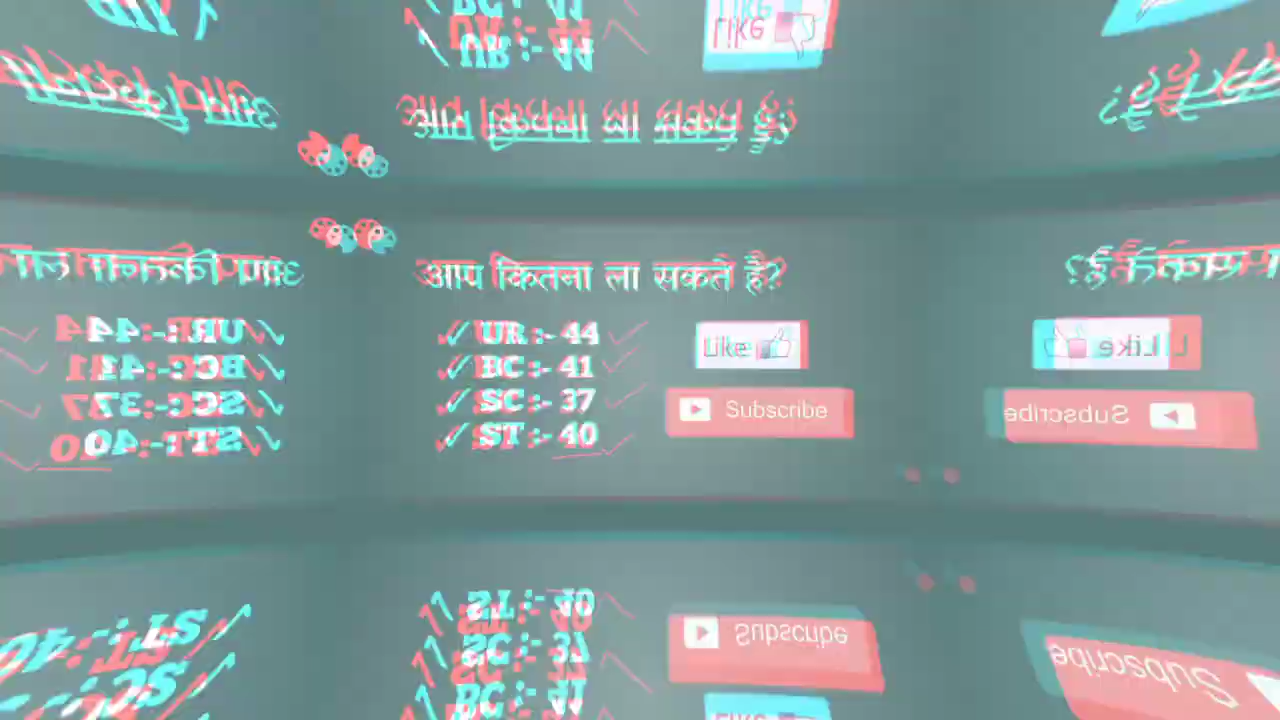 आप कितना ला सकते है?
UR :- 44
BC :- 41
SC :- 37
ST :- 40
Like
Subscribe